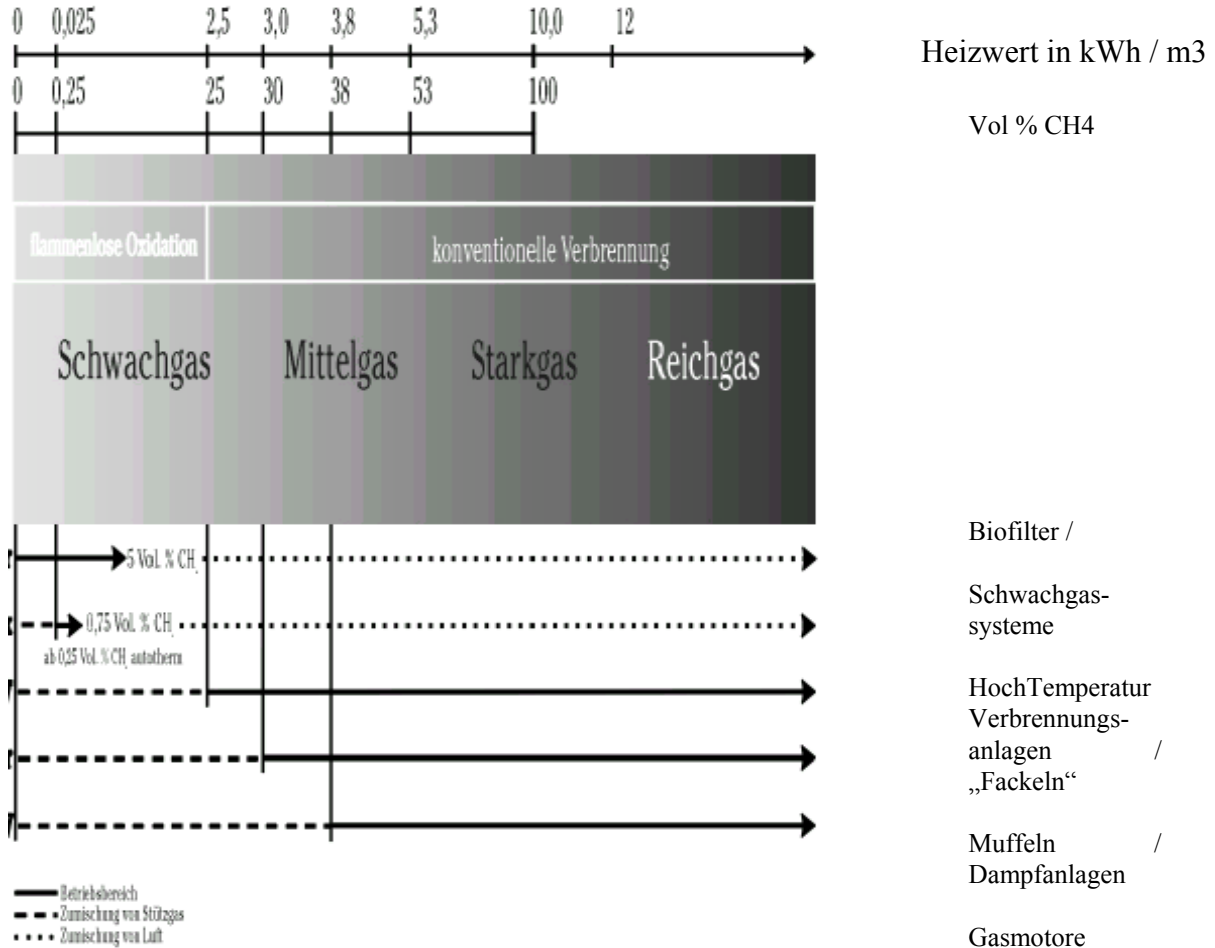 0 0,025 2,5 3,0 3,8 5,3 10,0 12
Heizwert in kWh / m3
0 0,25 25 30 38 53 100
Vol % CH4
flammenlose Oxidation
konventionelle Verbrennung
Schwachgas Mittelgas Starkgas Reichgas
5 Vol. % CH
0,75 Vol. % CH
ab 0,25 Vol. % CH autotherm
Biofilter /
Schwachgas-
systeme
HochTemperatur
Verbrennungs-
anlagen /
„Fackeln“
Muffeln /
Dampfanlagen
Gasmotore
Betriebsbereich
Zumischung von Stützgas
Zumischung von Luft